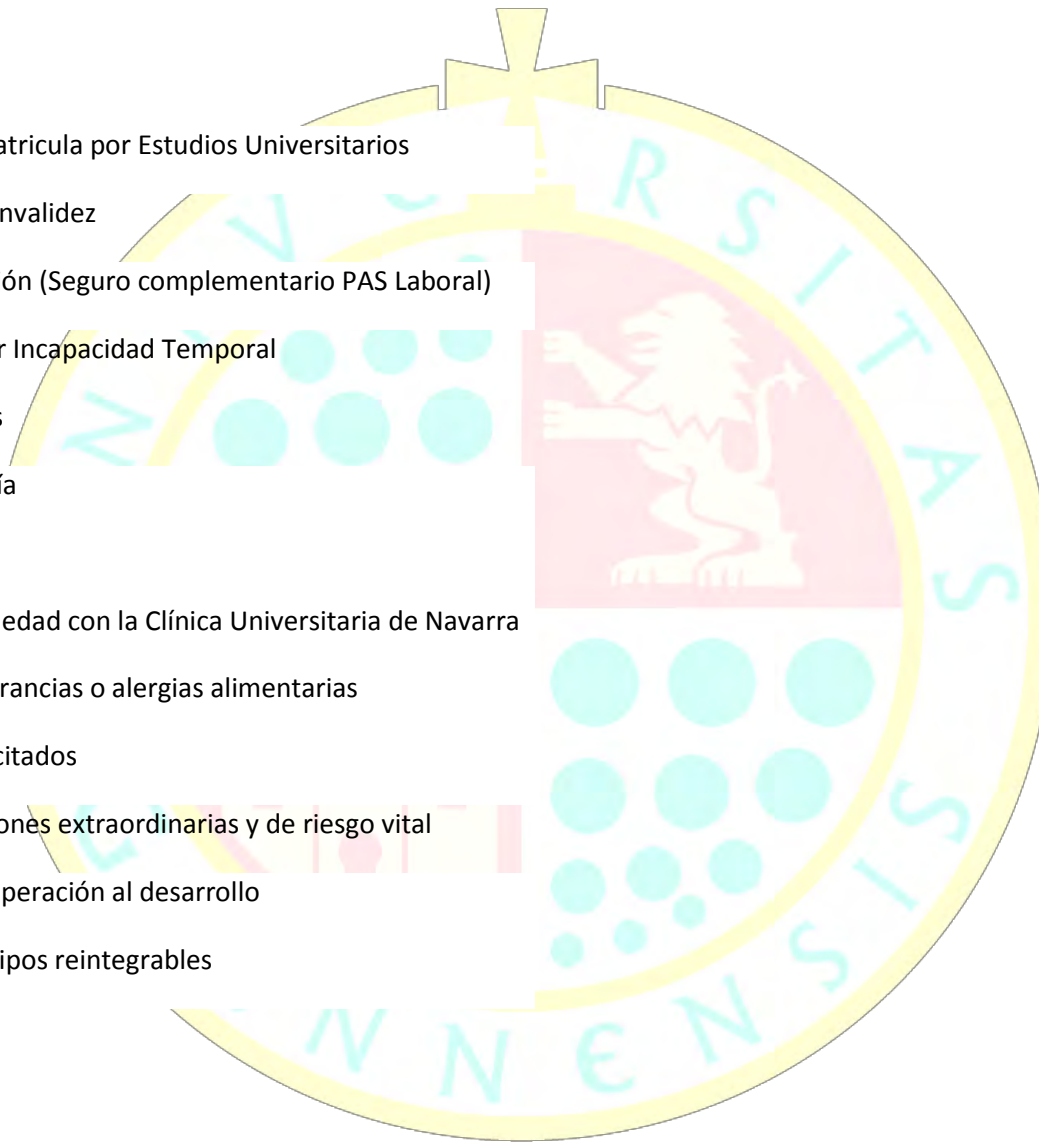 atricula por Estudios Universitarios
nvalidez
ión (Seguro complementario PAS Laboral)
r Incapacidad Temporal
s
ía
edad con la Clínica Universitaria de Navarra
rancias o alergias alimentarias
citados
ones extraordinarias y de riesgo vital
peración al desarrollo
ipos reintegrables